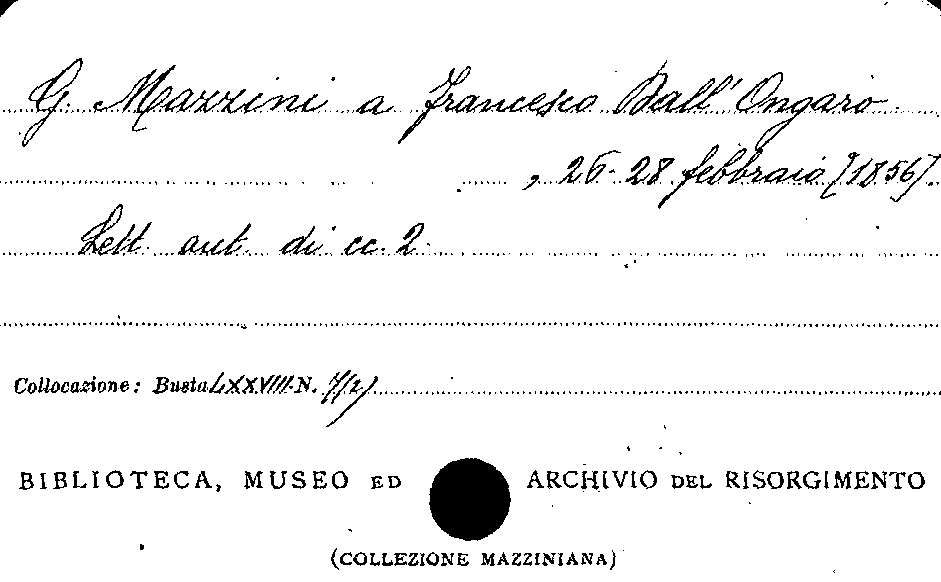 G. Mazzini a Francesco Dall'Ongaro
, 26-28 febbraio [1856].
Lett. aut. di cc. 2.
Collocazione: Busta LXXVIII N. 7/2)
BIBLIOTECA, MUSEO ED ARCHIVIO DEL RISORGIMENTO
(COLLEZIONE MAZZINIANA)